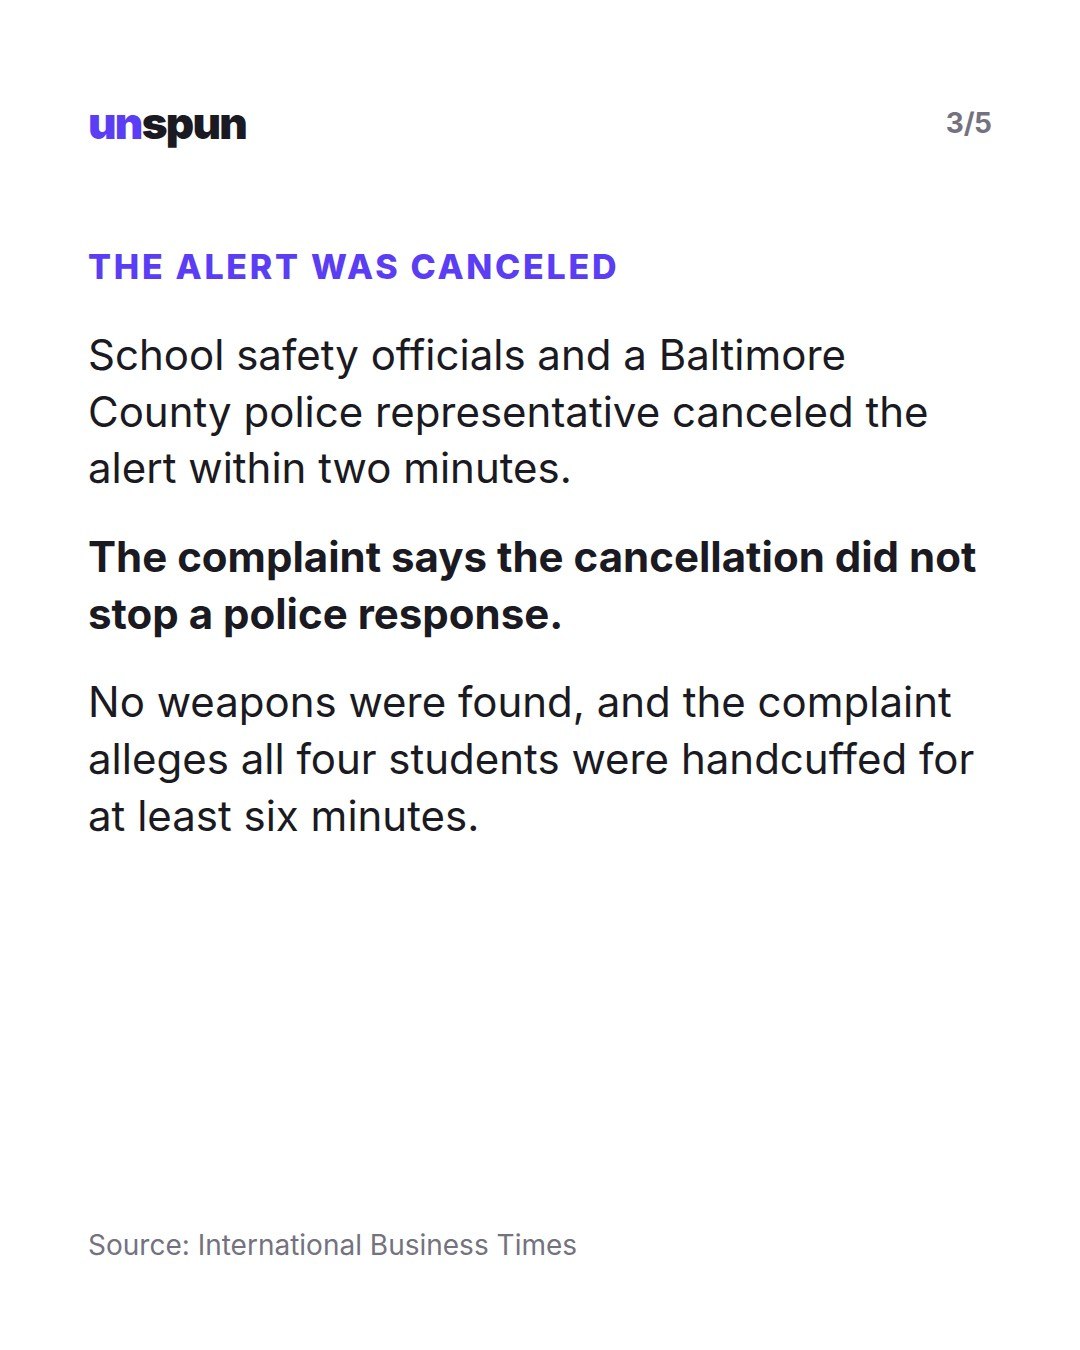 unspun
3/5
THE ALERT WAS CANCELED
School safety officials and a Baltimore
County police representative canceled the
alert within two minutes.
The complaint says the cancellation did not
stop a police response.
No weapons were found, and the complaint
alleges all four students were handcuffed for
at least six minutes.
Source: International Business Times